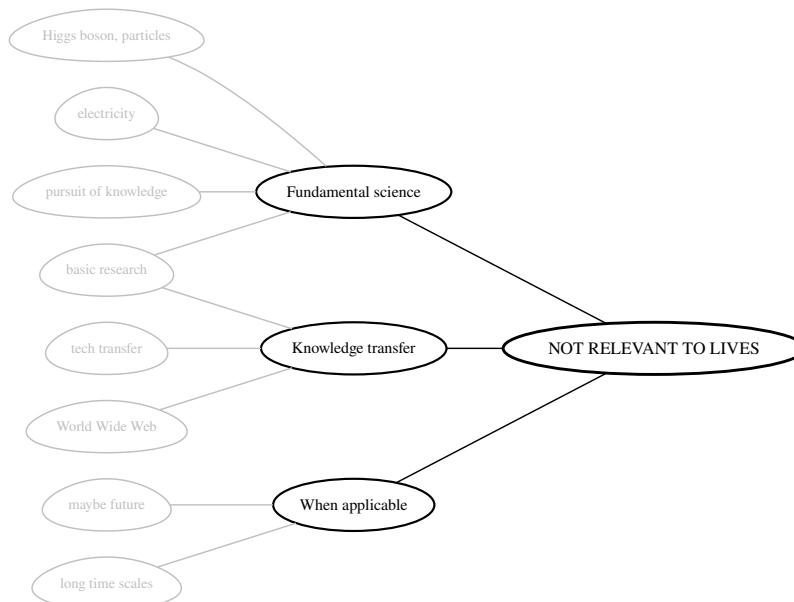 Higgs boson, particles
electricity
pursuit of knowledge
Fundamental science
basic research
tech transfer
Knowledge transfer
NOT RELEVANT TO LIVES
World Wide Web
maybe future
When applicable
long time scales